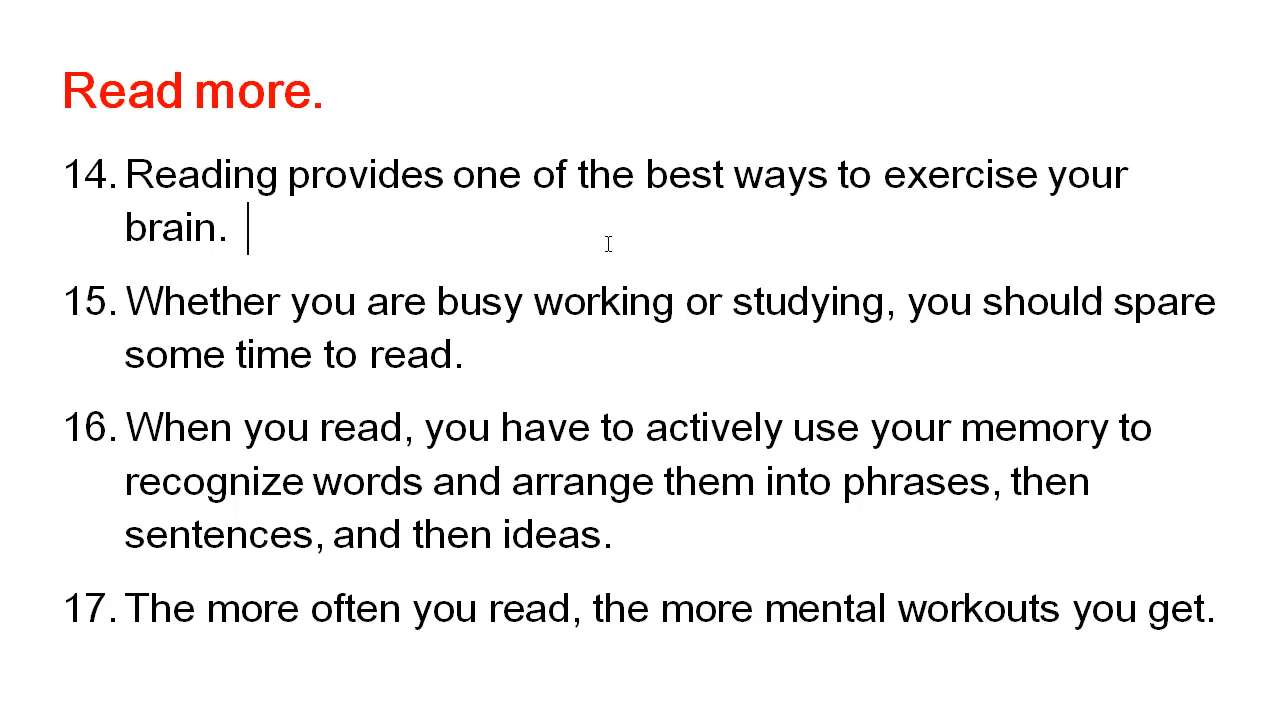 Read more.
14. Reading provides one of the best ways to exercise your
brain.
15. Whether you are busy working or studying, you should spare
some time to read.
16. When you read, you have to actively use your memory to
recognize words and arrange them into phrases, then
sentences, and then ideas.
17. The more often you read, the more mental workouts you get.